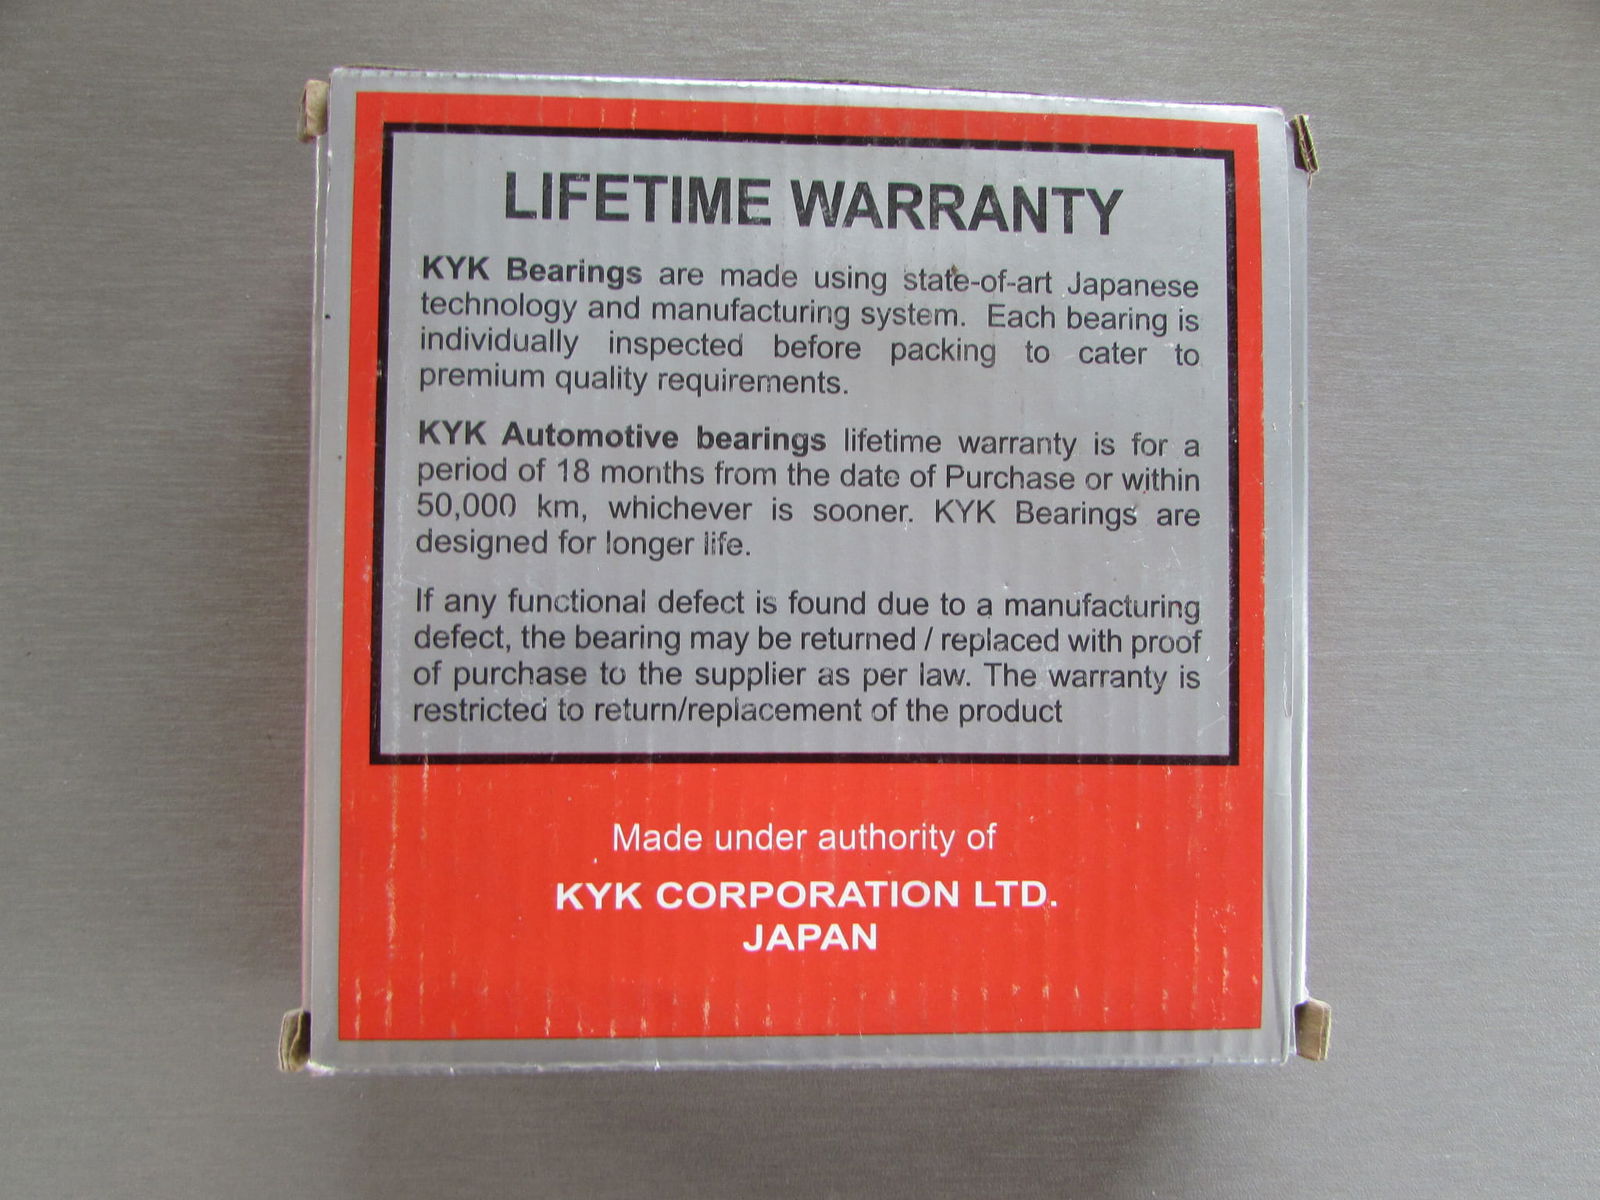 LIFETIME WARRANTY
KYK Bearings are made using state-of-art Japanese
technology and manufacturing system. Each bearing is
individually inspected before packing to cater to
premium quality requirements.
KYK Automotive bearings lifetime warranty is for a
period of 18 months from the date of Purchase or within
50,000 km, whichever is sooner. KYK Bearings are
designed for longer life.
If any functional defect is found due to a manufacturing
defect, the bearing may be returned / replaced with proof
of purchase to the supplier as per law. The warranty is
restricted to return/replacement of the product
Made under authority of
KYK CORPORATION LTD.
JAPAN